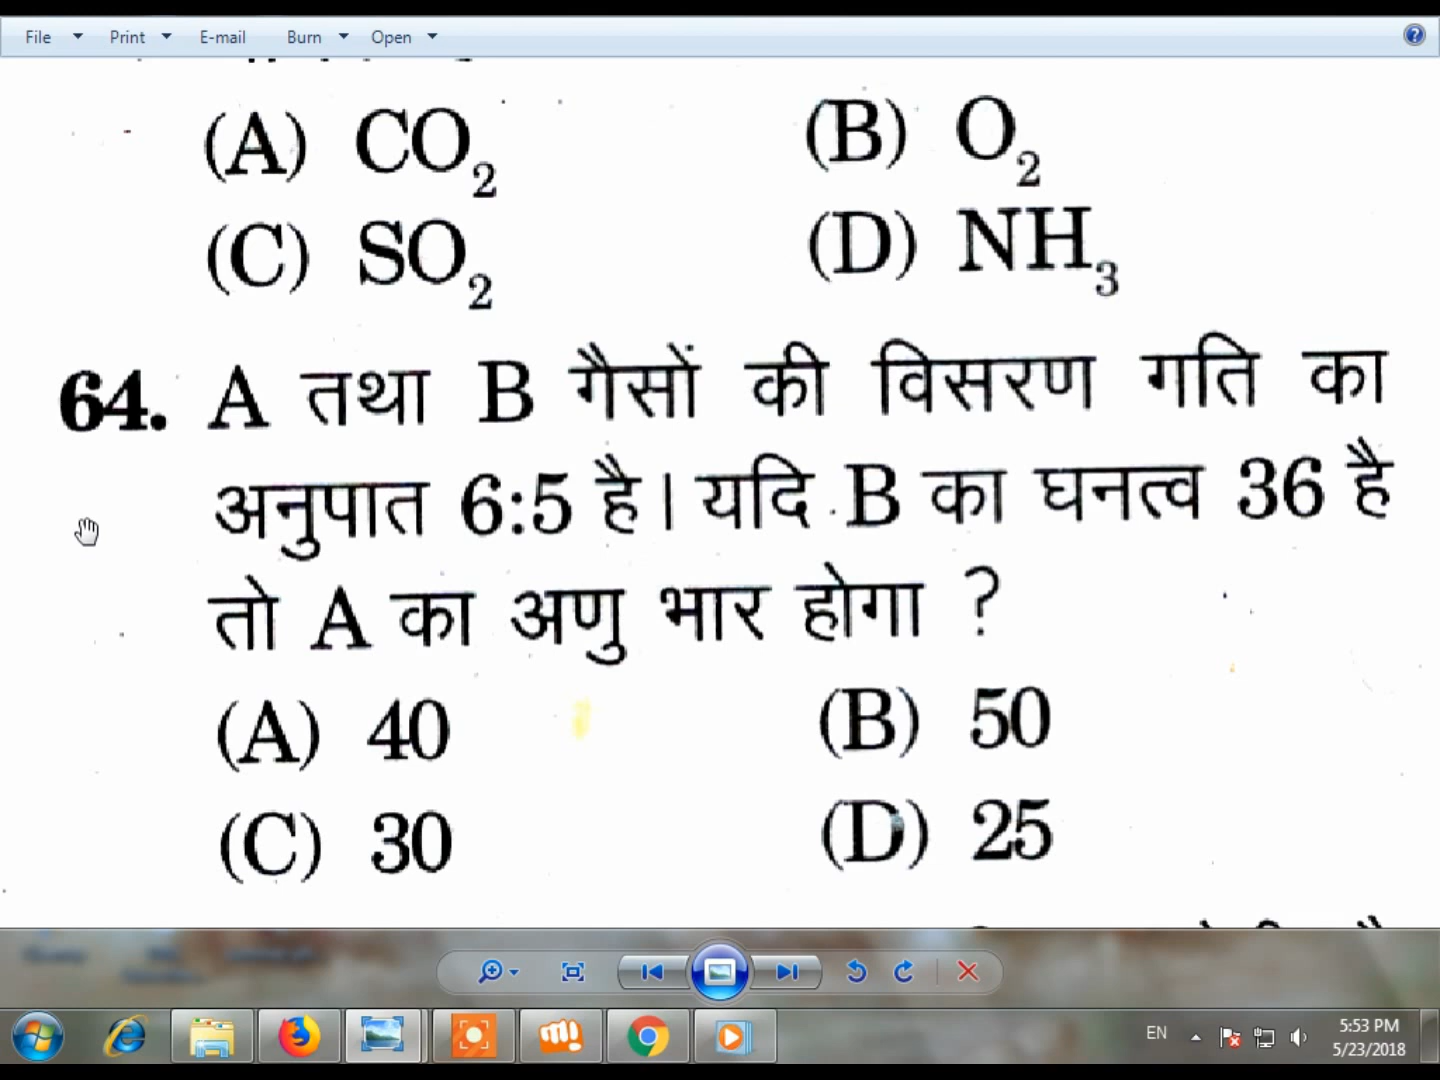 File Print E-mail Burn Open
(A) CO₂ (B) O₂
(C) SO₂ (D) NH₃
64. A तथा B गैसों की विसरण गति का
अनुपात 6:5 है। यदि B का घनत्व 36 है
तो A का अणु भार होगा ?
(A) 40 (B) 50
(C) 30 (D) 25
EN 5:53 PM
5/23/2018